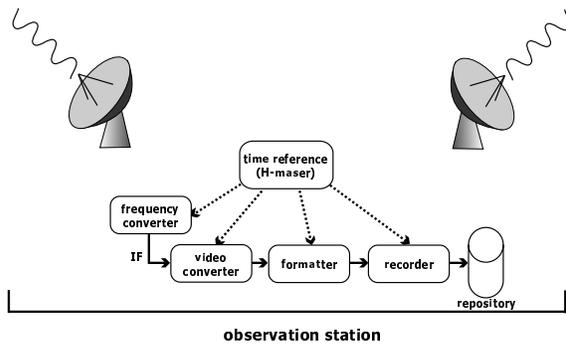 time reference
(H-maser)
frequency
converter
IF
video
converter
formatter
recorder
repository
observation station